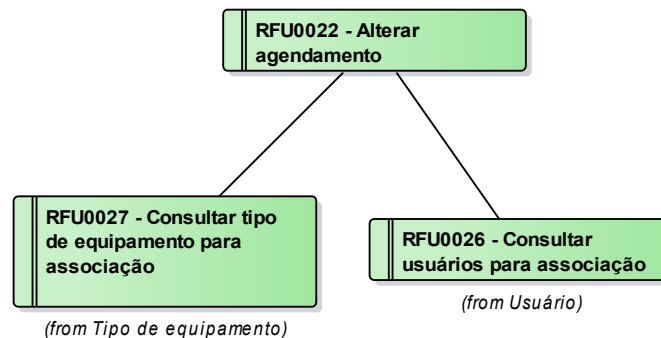 RFU0022 - Alterar
agendamento
RFU0027 - Consultar tipo
de equipamento para
associação
(from Tipo de equipamento)
RFU0026 - Consultar
usuários para associação
(from Usuário)